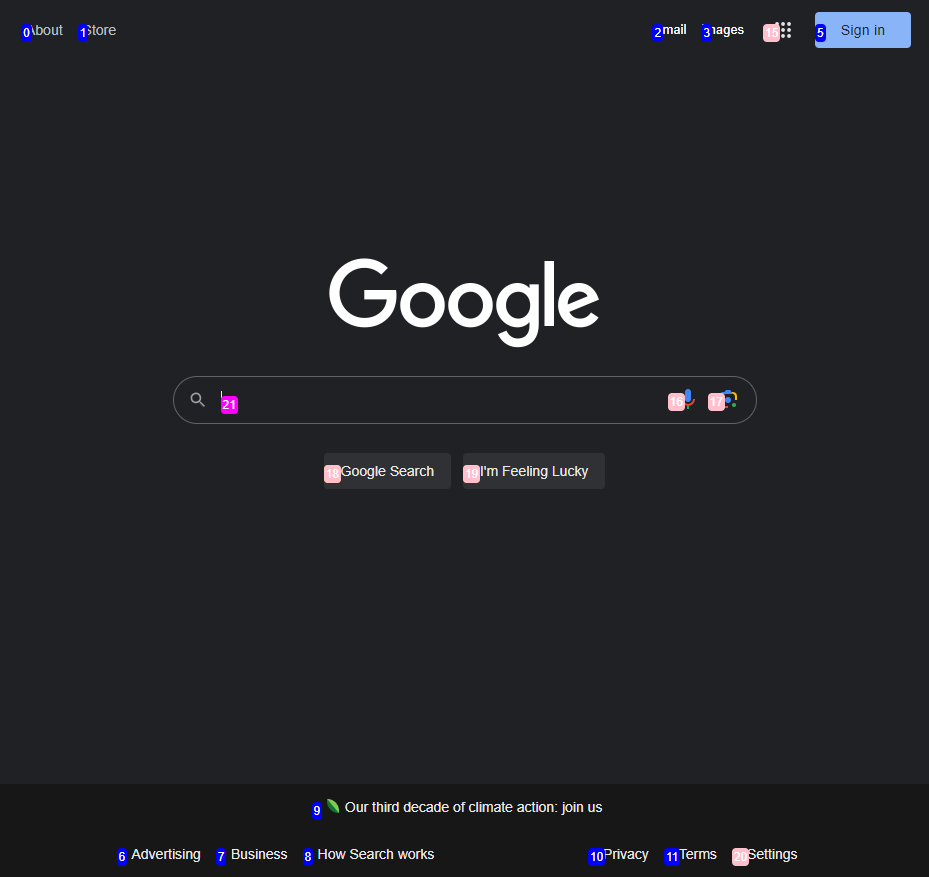 0 About 1 Store 2 Gmail 3 Images 15 5 Sign in
Google
21 16 17
18 Google Search 19 I'm Feeling Lucky
9 Our third decade of climate action: join us
6 Advertising 7 Business 8 How Search works 10 Privacy 11 Terms 20 Settings